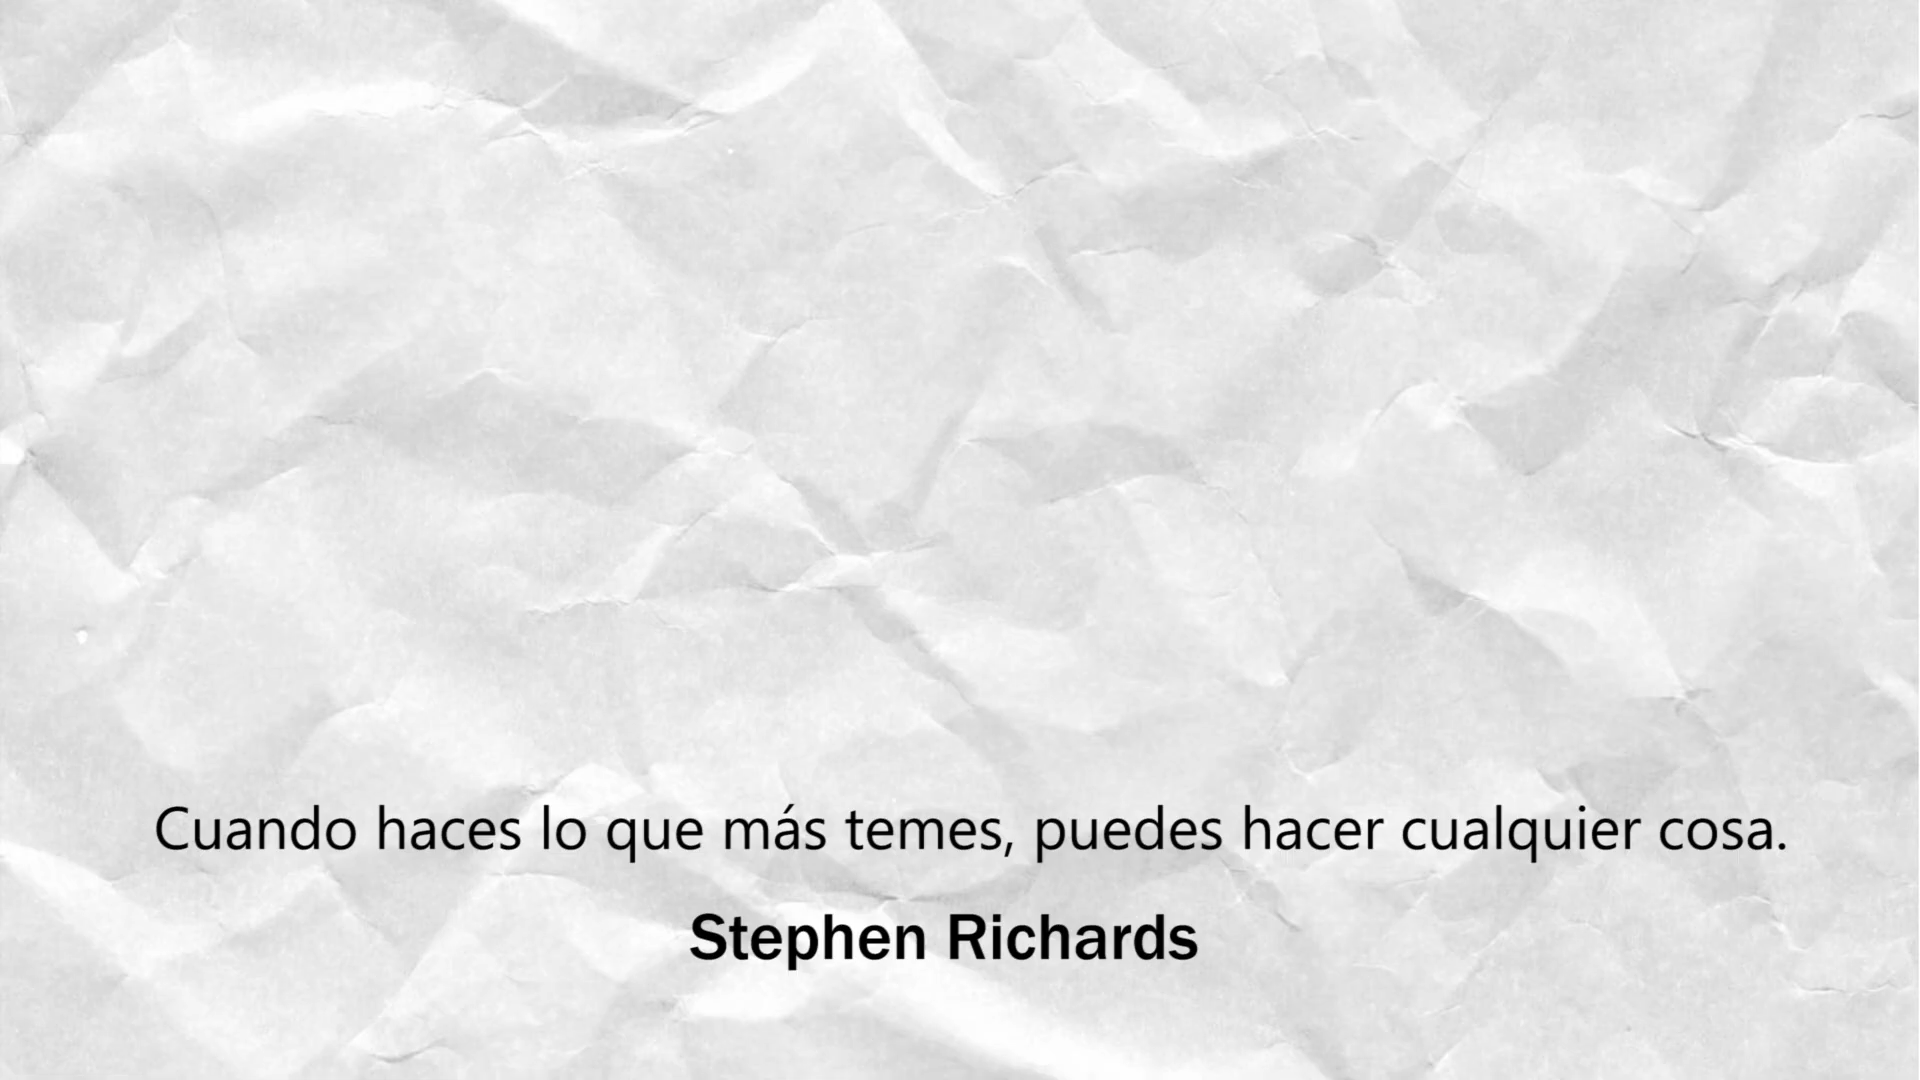 Cuando haces lo que más temes, puedes hacer cualquier cosa.
Stephen Richards